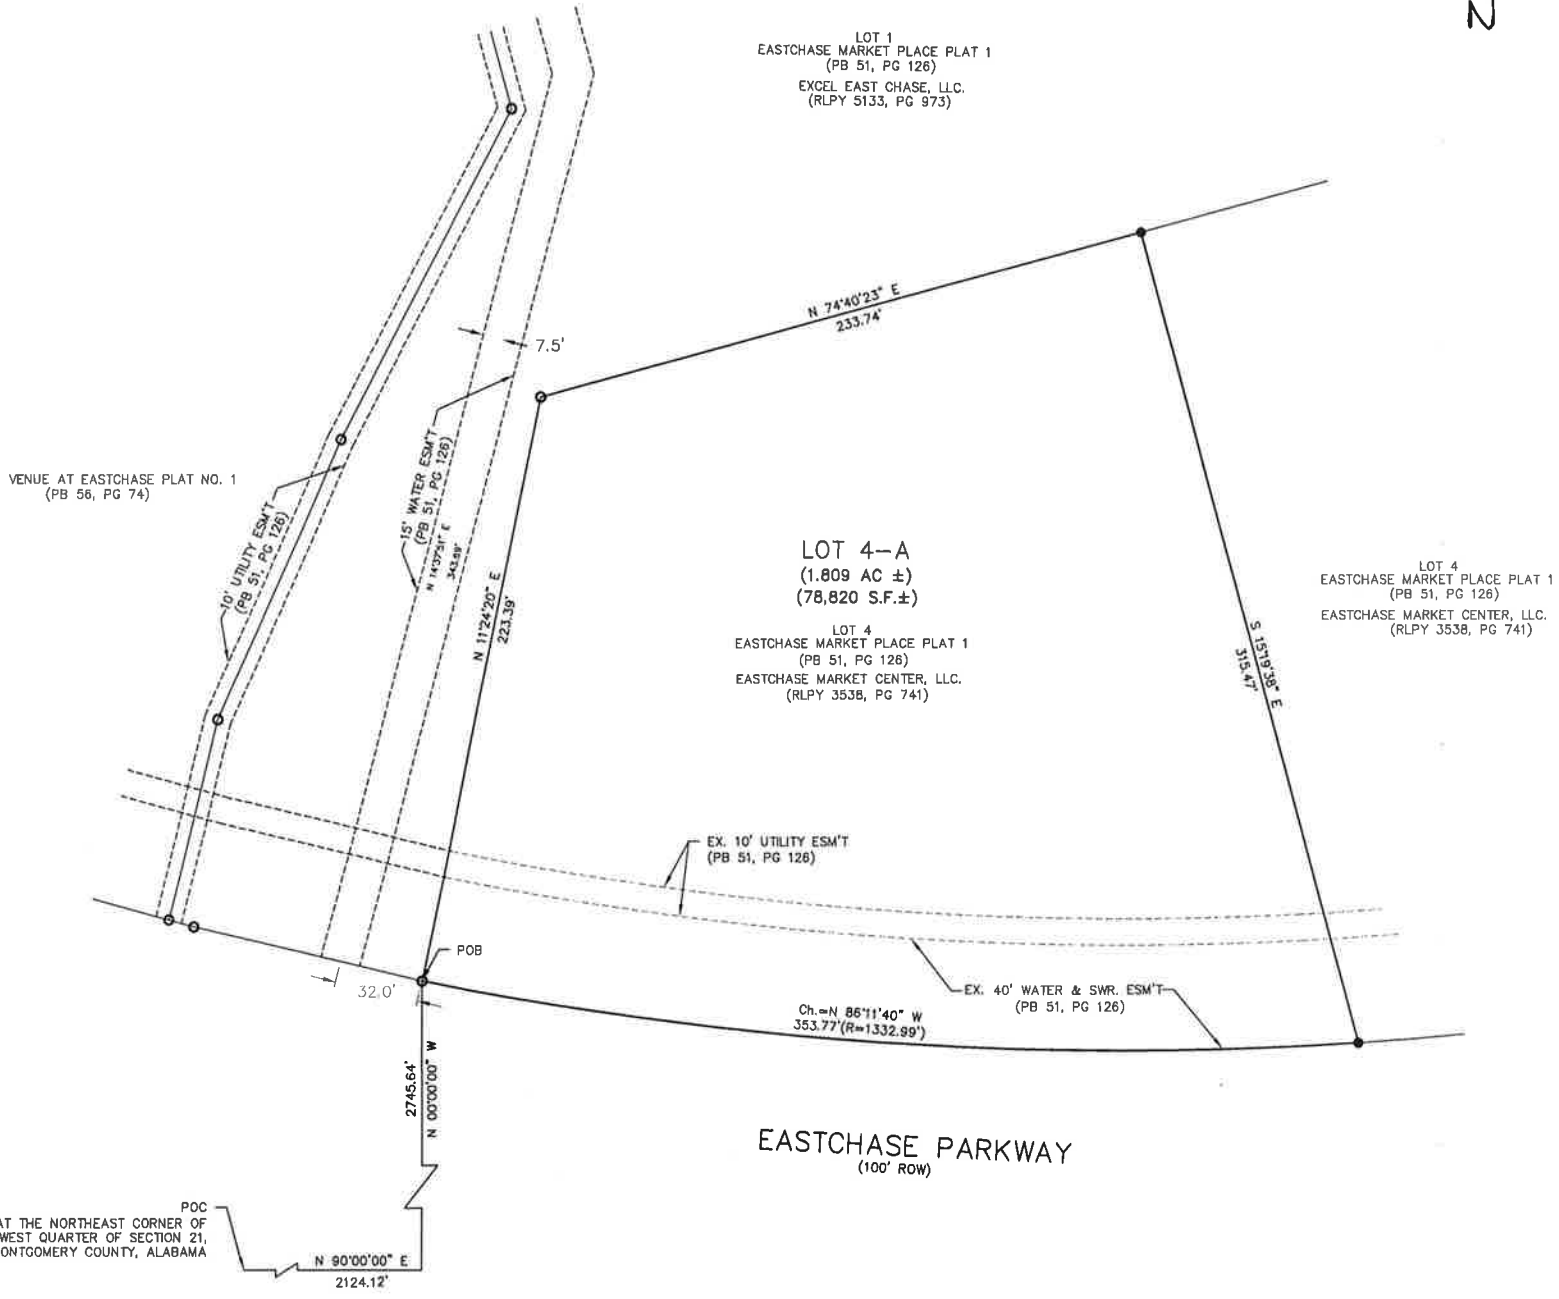 N
LOT 1
EASTCHASE MARKET PLACE PLAT 1
(PB 51, PG 126)
EXCEL EAST CHASE, LLC.
(RLPY 5133, PG 973)
N 74°40'23" E
233.74'
7.5'
15' WATER ESM'T
(PB 51, PG 126)
N 14°37'51" E
343.89'
VENUE AT EASTCHASE PLAT NO. 1
(PB 56, PG 74)
10' UTILITY ESM'T
(PB 51, PG 126)
N 11°24'20" E
223.39'
LOT 4-A
(1.809 AC ±)
(78,820 S.F.±)
LOT 4
EASTCHASE MARKET PLACE PLAT 1
(PB 51, PG 126)
EASTCHASE MARKET CENTER, LLC.
(RLPY 3538, PG 741)
S 15°19'38" E
315.47'
LOT 4
EASTCHASE MARKET PLACE PLAT 1
(PB 51, PG 126)
EASTCHASE MARKET CENTER, LLC.
(RLPY 3538, PG 741)
EX. 10' UTILITY ESM'T
(PB 51, PG 126)
POB
32.0'
EX. 40' WATER & SWR. ESM'T
(PB 51, PG 126)
Ch.=N 86°11'40" W
353.77'(R=1332.99')
2745.64'
N 00°00'00" W
EASTCHASE PARKWAY
(100' ROW)
POC
AT THE NORTHEAST CORNER OF
WEST QUARTER OF SECTION 21,
ONTGOMERY COUNTY, ALABAMA
N 90°00'00" E
2124.12'